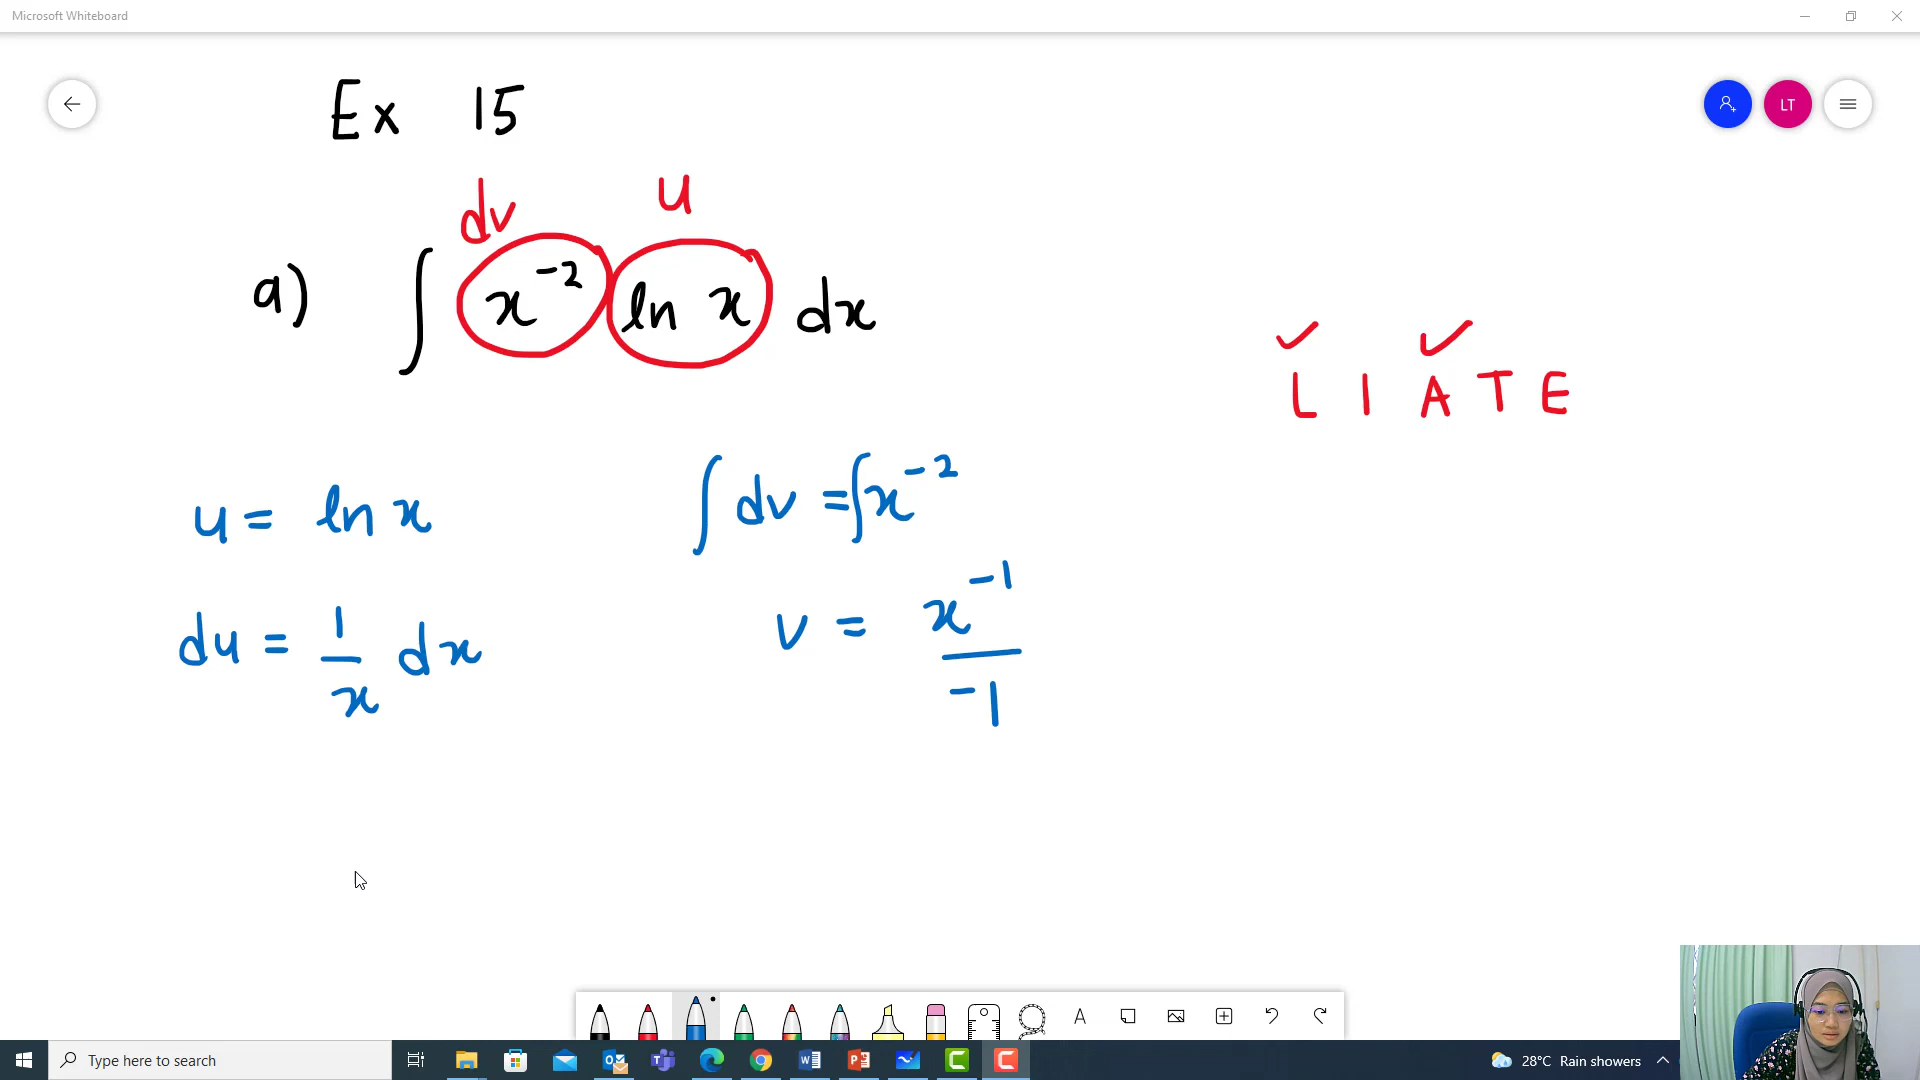 Microsoft Whiteboard
Ex 15
LT
dv u
a) ∫ x⁻² ln x dx
L I A T E
u = ln x
∫ dv = ∫ x⁻²
du = 1/x dx
v = x⁻¹/-1
A
Type here to search
28°C Rain showers